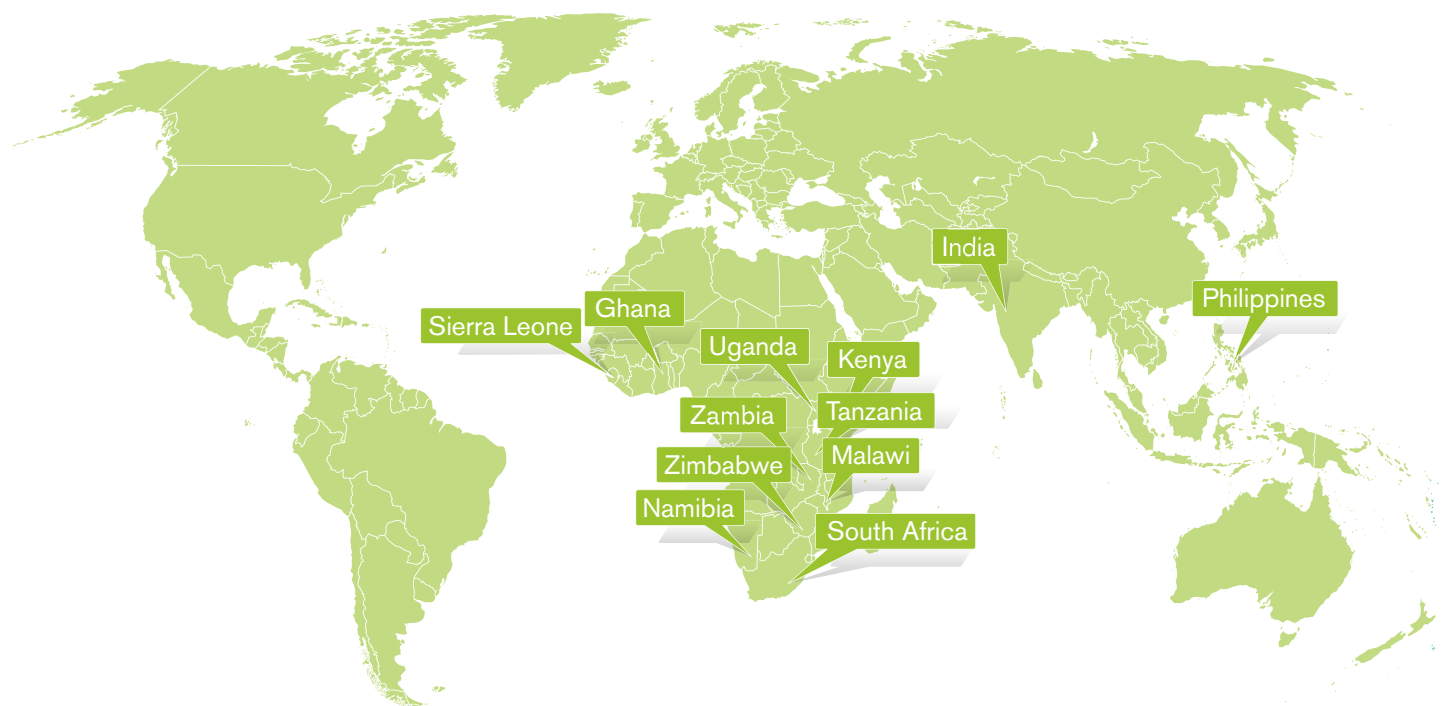 India
Philippines
Ghana
Sierra Leone
Uganda
Kenya
Zambia
Tanzania
Malawi
Zimbabwe
Namibia
South Africa